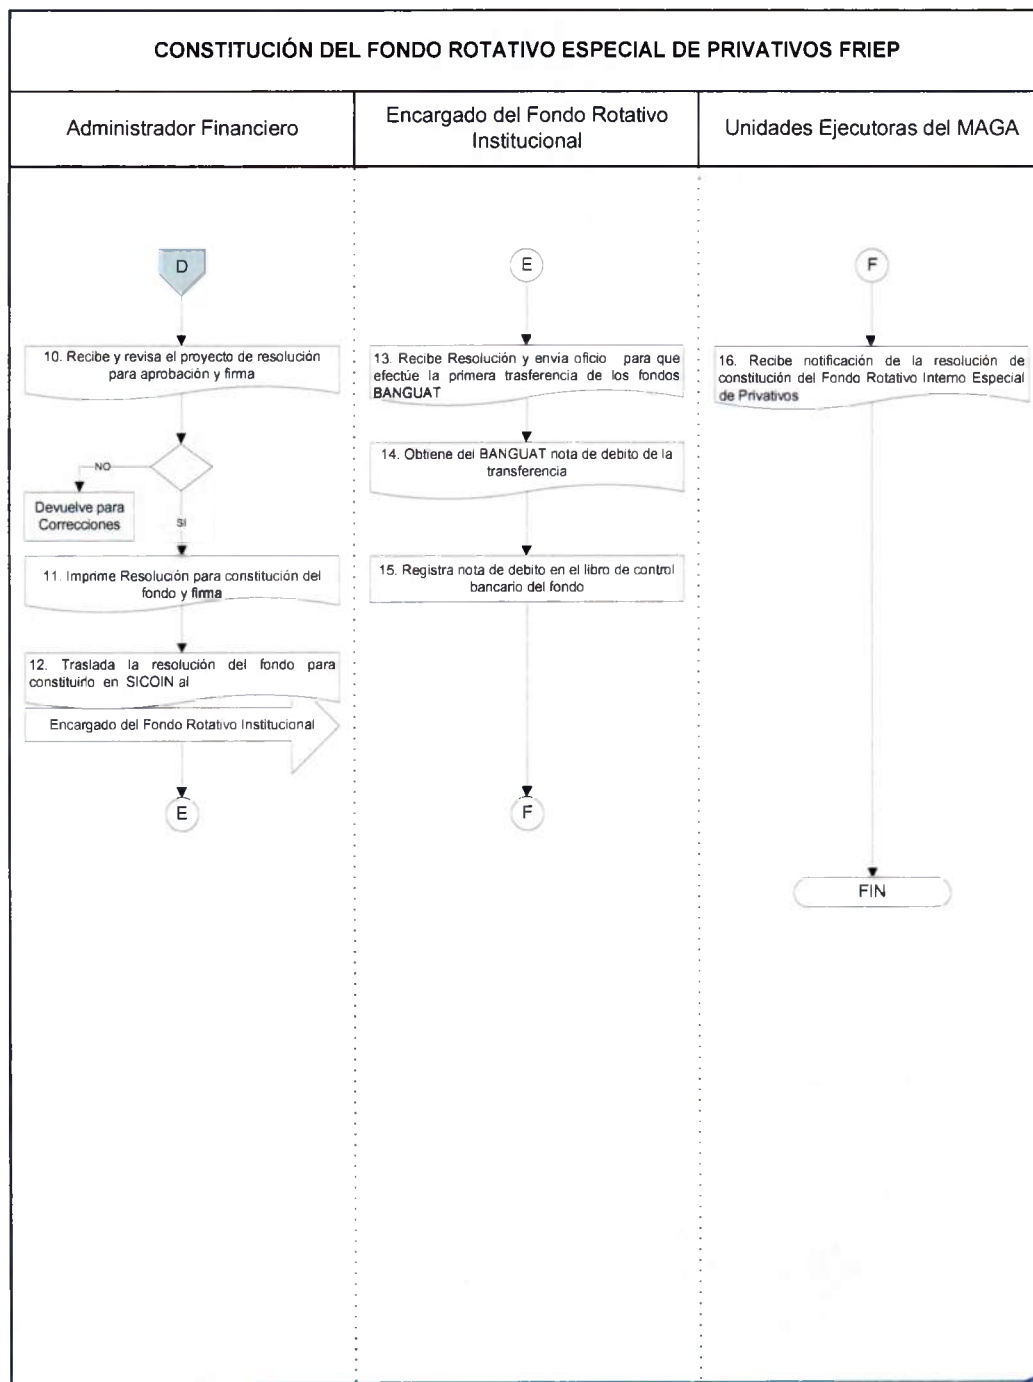 CONSTITUCIÓN DEL FONDO ROTATIVO ESPECIAL DE PRIVATIVOS FRIEP
Administrador Financiero
Encargado del Fondo Rotativo
Institucional
Unidades Ejecutoras del MAGA
D
10. Recibe y revisa el proyecto de resolución
para aprobación y firma
NO
Devuelve para
Correcciones
SI
11. Imprime Resolución para constitución del
fondo y firma
12. Traslada la resolución del fondo para
constituirlo en SICOIN al
Encargado del Fondo Rotativo Institucional
E
E
13. Recibe Resolución y envía oficio para que
efectúe la primera trasferencia de los fondos
BANGUAT
14. Obtiene del BANGUAT nota de debito de la
transferencia
15. Registra nota de debito en el libro de control
bancario del fondo
F
F
16. Recibe notificación de la resolución de
constitución del Fondo Rotativo Interno Especial
de Privativos
FIN